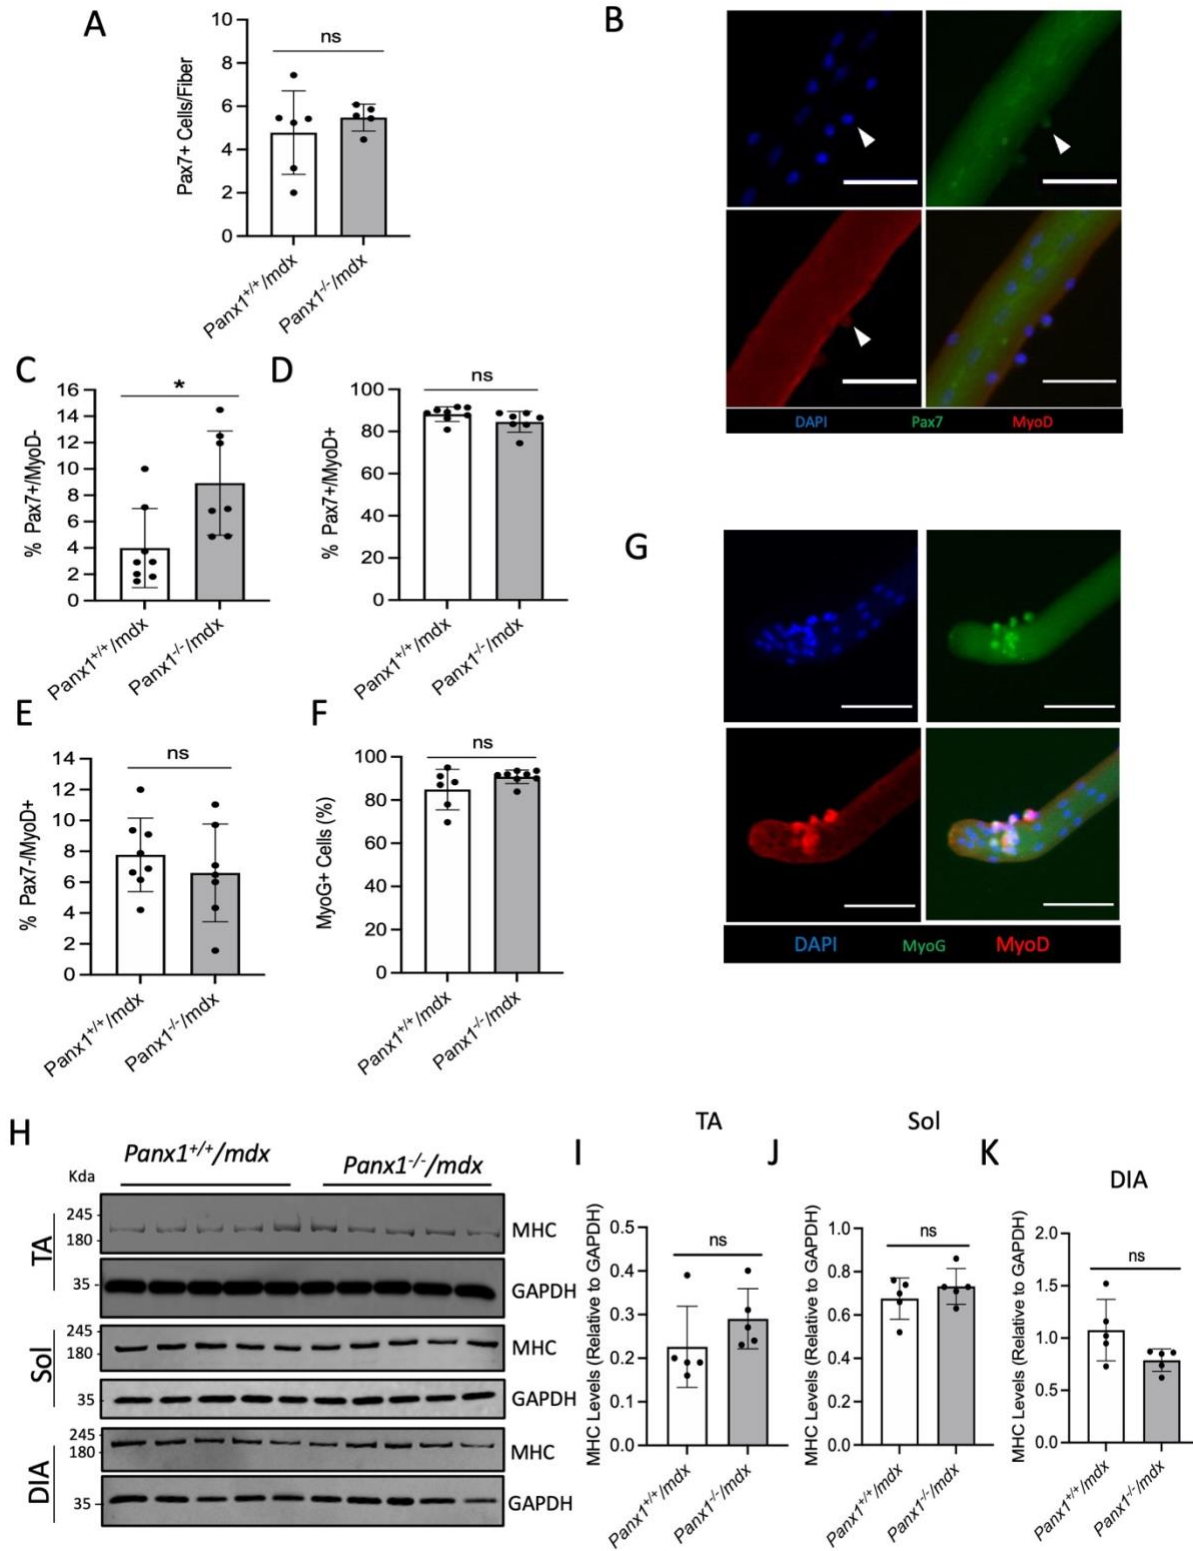 A
ns
Pax7+ Cells/Fiber
10
8
6
4
2
0
Panx1+/+/mdx
Panx1-/-/mdx
B
DAPI Pax7 MyoD
C
*
% Pax7+/MyoD-
16
14
12
10
8
6
4
2
0
Panx1+/+/mdx
Panx1-/-/mdx
D
ns
% Pax7+/MyoD+
100
80
60
40
20
0
Panx1+/+/mdx
Panx1-/-/mdx
E
ns
% Pax7-/MyoD+
14
12
10
8
6
4
2
0
Panx1+/+/mdx
Panx1-/-/mdx
F
ns
MyoG+ Cells (%)
100
80
60
40
20
0
Panx1+/+/mdx
Panx1-/-/mdx
G
DAPI MyoG MyoD
H
Panx1+/+/mdx Panx1-/-/mdx
Kda
TA
245
180
MHC
35
GAPDH
Sol
245
180
MHC
35
GAPDH
DIA
245
180
MHC
35
GAPDH
I
TA
ns
MHC Levels (Relative to GAPDH)
0.5
0.4
0.3
0.2
0.1
0.0
Panx1+/+/mdx
Panx1-/-/mdx
J
Sol
ns
MHC Levels (Relative to GAPDH)
1.0
0.8
0.6
0.4
0.2
0.0
Panx1+/+/mdx
Panx1-/-/mdx
K
DIA
ns
MHC Levels (Relative to GAPDH)
2.0
1.5
1.0
0.5
0.0
Panx1+/+/mdx
Panx1-/-/mdx